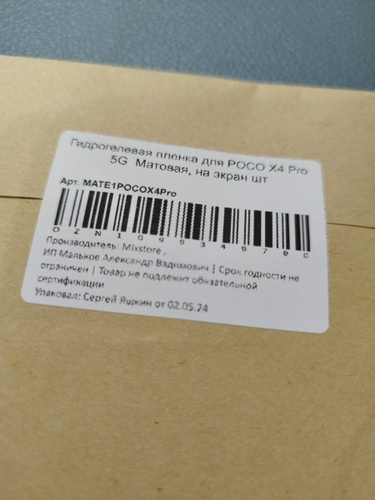 Гидрогелевая пленка для POCO X4 Pro
5G Матовая, на экран шт
Арт. MATE1POCOX4Pro
OZN1099349780
Производитель: Mixstore ,
ИП Мальков Александр Вадимович | Срок годности не
ограничен | Товар не подлежит обязательной
сертификации
Упаковал: Сергей Яшкин от 02.05.24